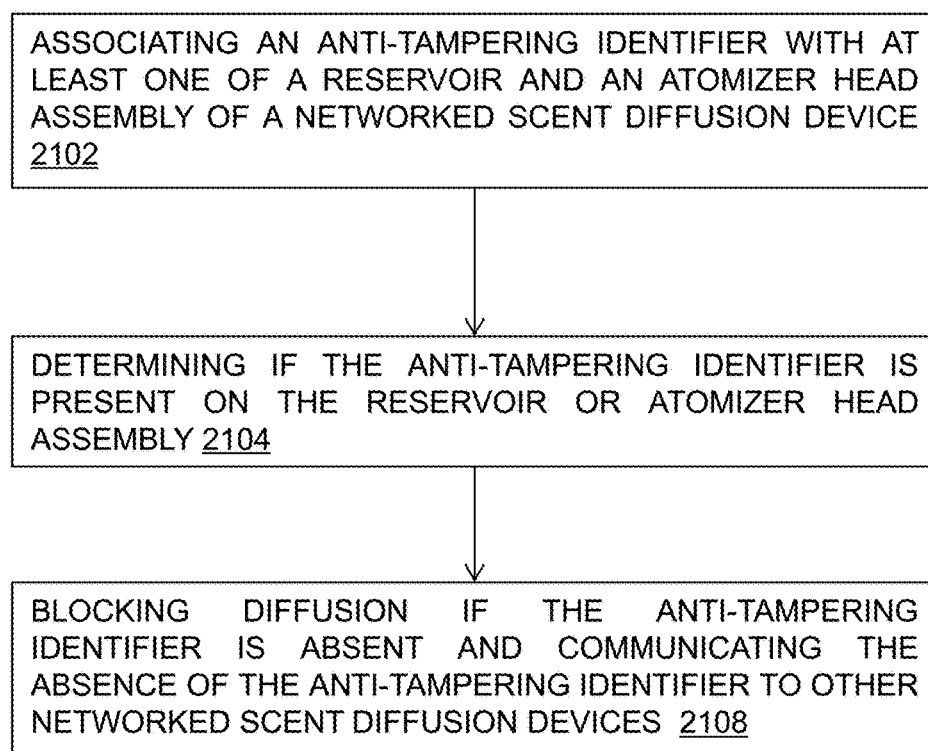 ASSOCIATING AN ANTI-TAMPERING IDENTIFIER WITH AT
LEAST ONE OF A RESERVOIR AND AN ATOMIZER HEAD
ASSEMBLY OF A NETWORKED SCENT DIFFUSION DEVICE
2102
DETERMINING IF THE ANTI-TAMPERING IDENTIFIER IS
PRESENT ON THE RESERVOIR OR ATOMIZER HEAD
ASSEMBLY 2104
BLOCKING DIFFUSION IF THE ANTI-TAMPERING
IDENTIFIER IS ABSENT AND COMMUNICATING THE
ABSENCE OF THE ANTI-TAMPERING IDENTIFIER TO OTHER
NETWORKED SCENT DIFFUSION DEVICES 2108